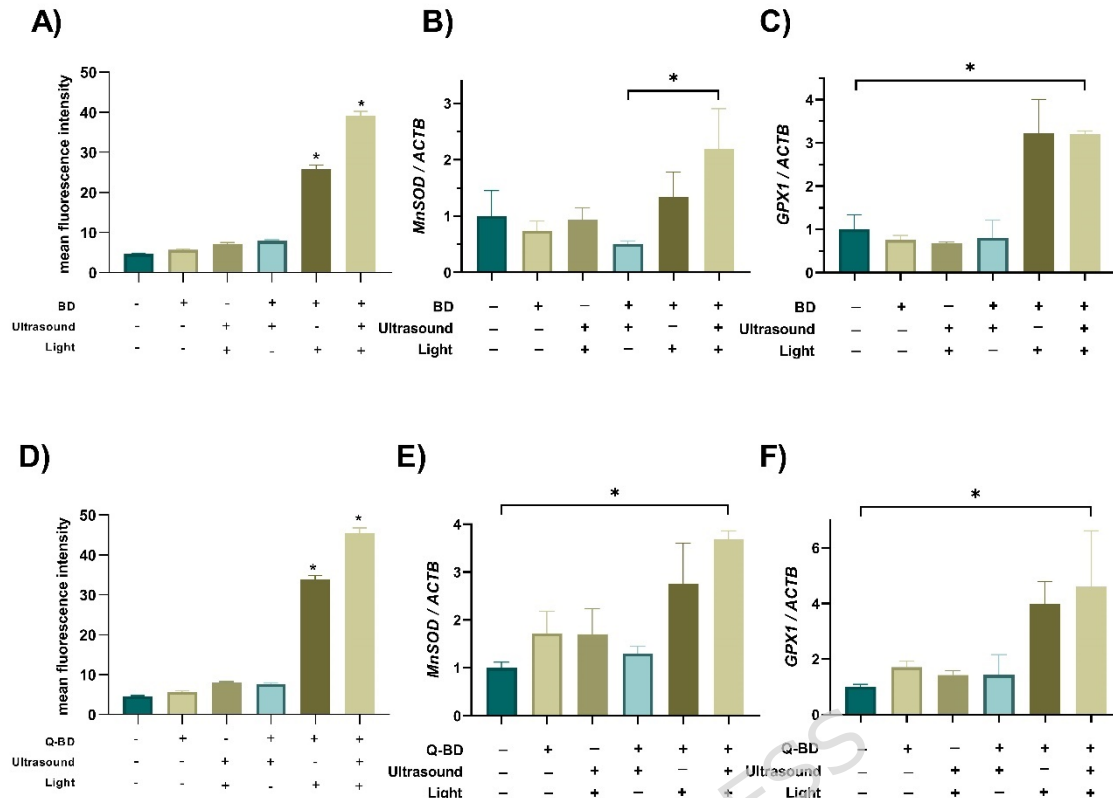 A)
B)
C)
mean fluorescence intensity
50
40
30
20
10
0
*
*
BD - + - + + +
Ultrasound - - + + - +
Light - - + - + +
MnSOD / ACTB
3
2
1
0
*
BD − + − + + +
Ultrasound − − + + − +
Light − − + − + +
GPX1 / ACTB
4
3
2
1
0
*
BD − + − + + +
Ultrasound − − + + − +
Light − − + − + +
D)
E)
F)
mean fluorescence intensity
50
40
30
20
10
0
*
*
Q-BD - + - + + +
Ultrasound - - + + - +
Light - - + - + +
MnSOD / ACTB
4
3
2
1
0
*
Q-BD − + − + + +
Ultrasound − − + + − +
Light − − + − + +
GPX1 / ACTB
6
4
2
0
*
Q-BD − + − + + +
Ultrasound − − + + − +
Light − − + − + +
ESS